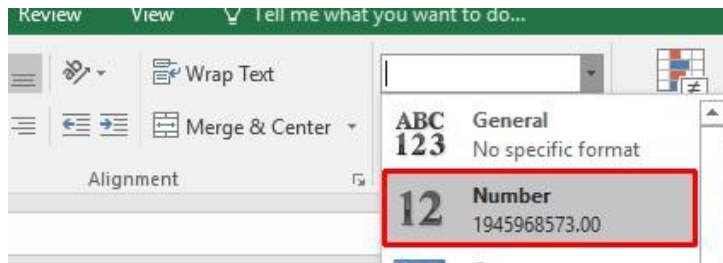 Review View Tell me what you want to do...
Wrap Text
Merge & Center
Alignment
ABC
123
General
No specific format
12
Number
1945968573.00